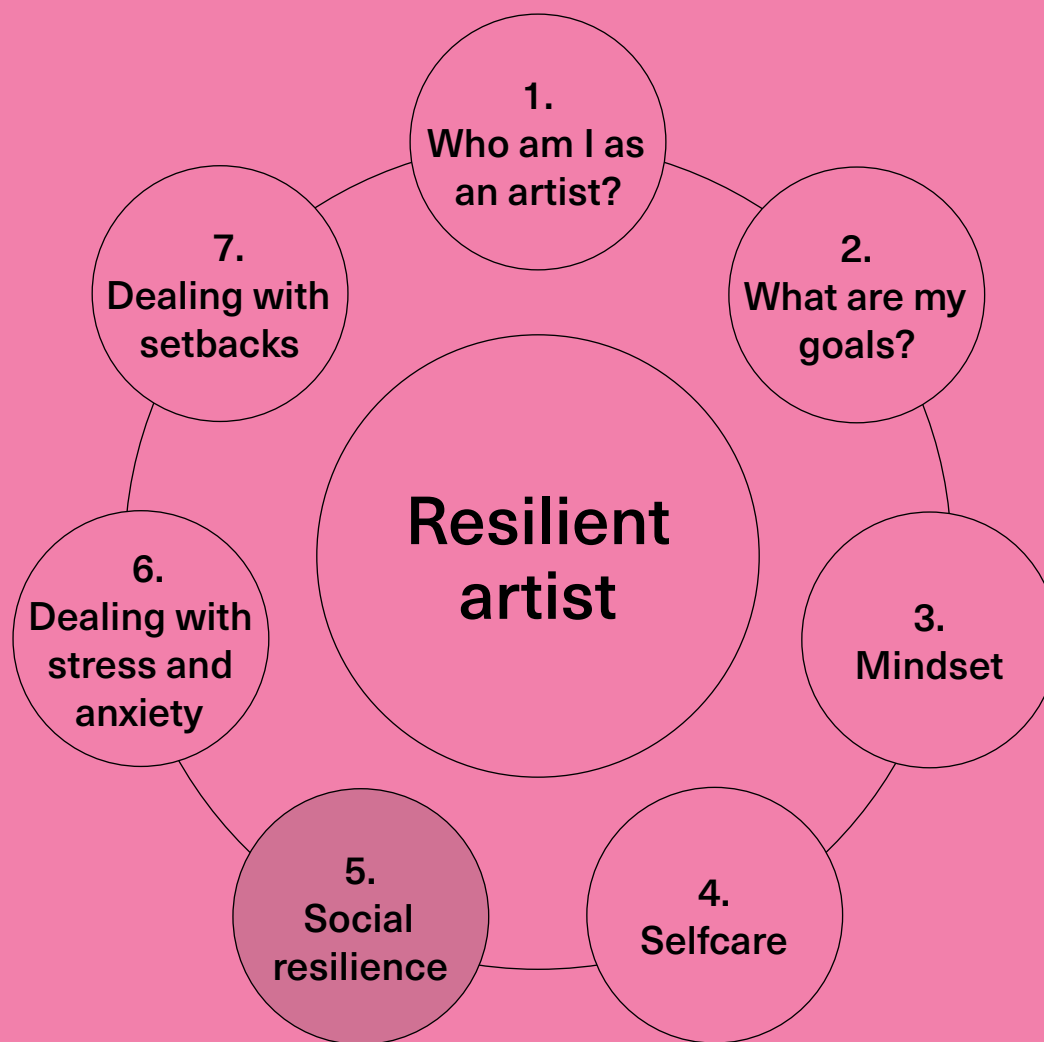 1.
Who am I as
an artist?
2.
What are my
goals?
3.
Mindset
4.
Selfcare
5.
Social
resilience
6.
Dealing with
stress and
anxiety
7.
Dealing with
setbacks
Resilient
artist